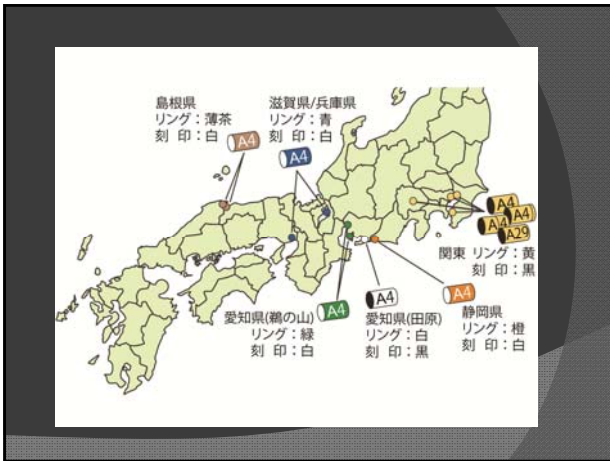 島根県
リング：薄茶
刻 印：白
A4
滋賀県/兵庫県
リング：青
刻 印：白
A4
A4
A4
A4
A29
関東 リング：黄
刻 印：黒
A4
愛知県(鵜の山)
リング：緑
刻 印：白
A4
愛知県(田原)
リング：白
刻 印：黒
A4
静岡県
リング：橙
刻 印：白